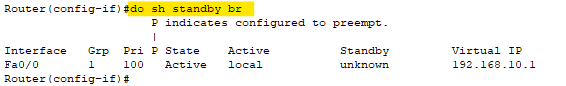 Router(config-if)#do sh standby br
P indicates configured to preempt.
|
Interface Grp Pri P State Active Standby Virtual IP
Fa0/0 1 100 Active local unknown 192.168.10.1
Router(config-if)#